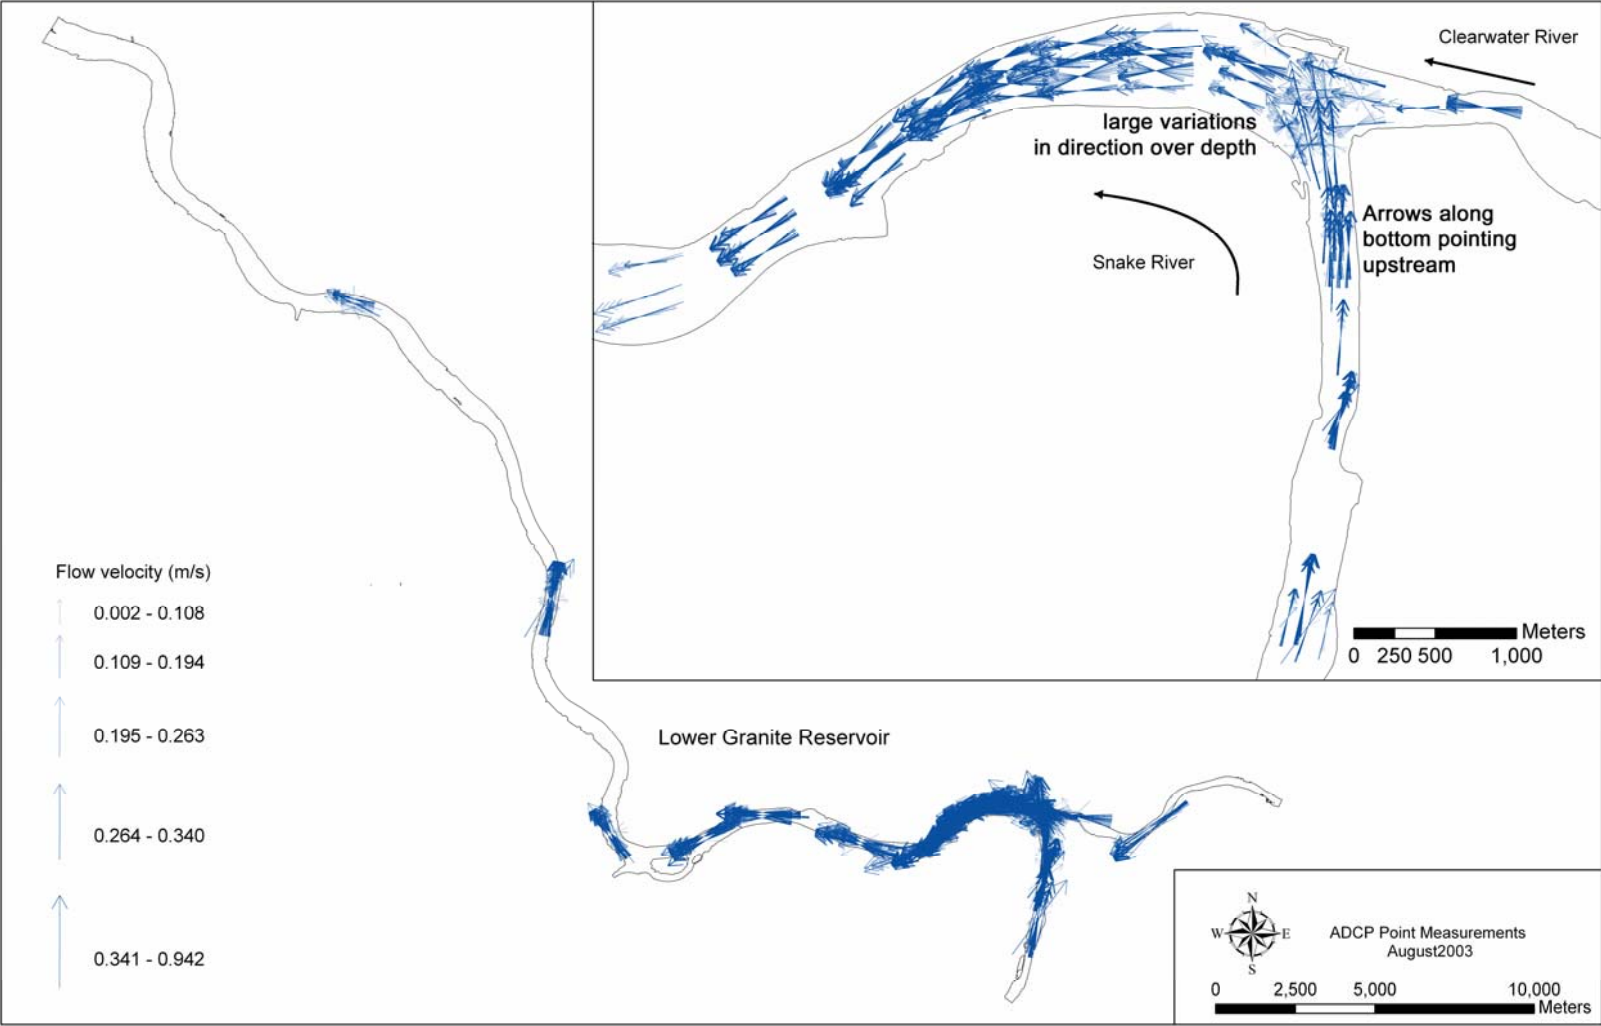 Clearwater River
large variations
in direction over depth
Arrows along
bottom pointing
upstream
Snake River
Meters
0 250 500 1,000
Flow velocity (m/s)
0.002 - 0.108
0.109 - 0.194
0.195 - 0.263
0.264 - 0.340
0.341 - 0.942
Lower Granite Reservoir
N
W E
S
ADCP Point Measurements
August2003
0 2,500 5,000 10,000
Meters